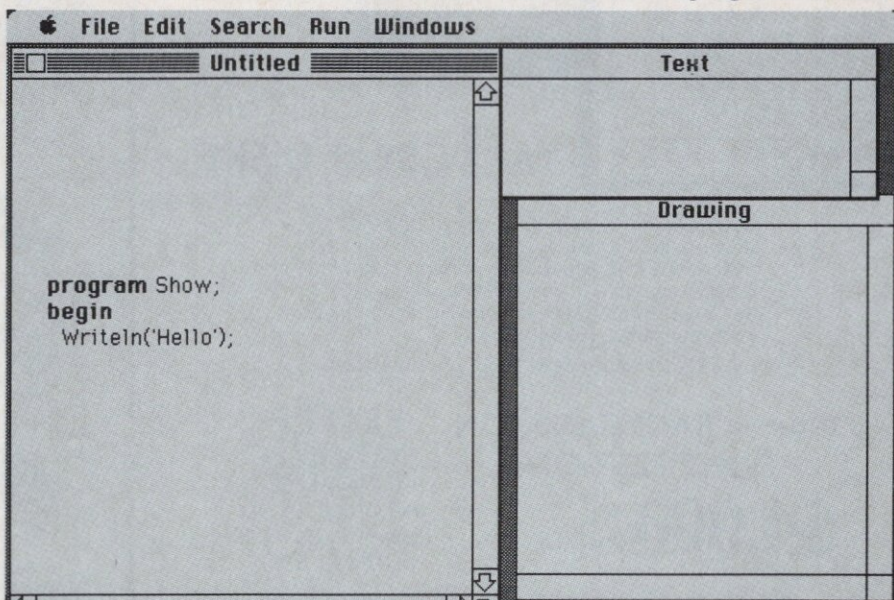 File Edit Search Run Windows
Untitled
Text
Drawing
program Show;
begin
Writeln('Hello');